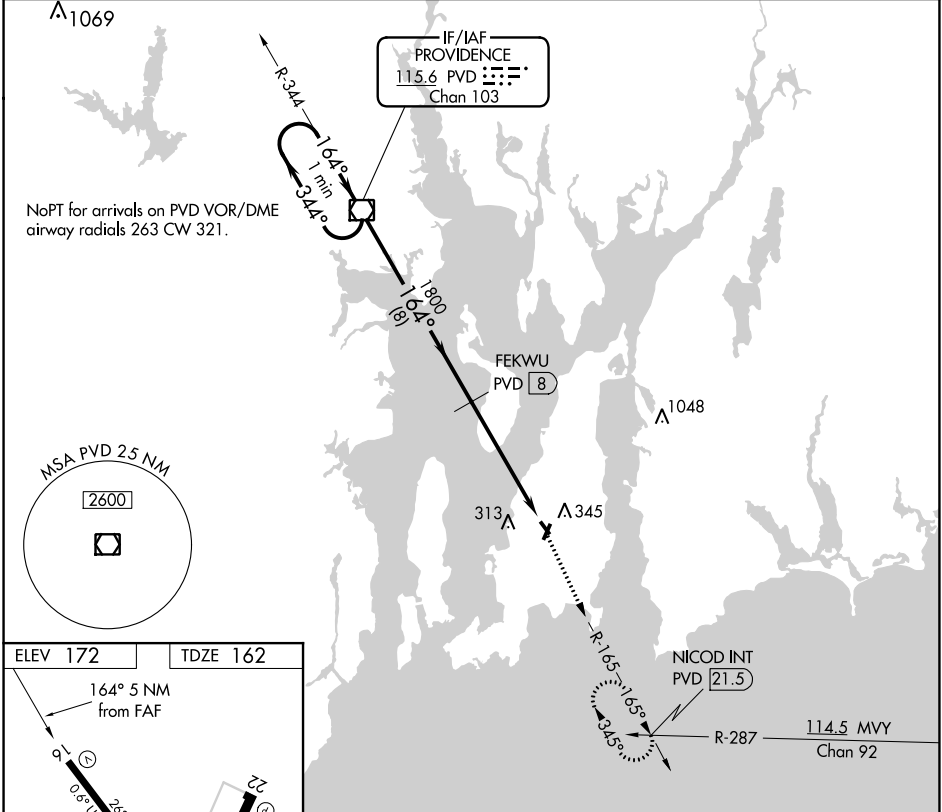 1069
IF/IAF
PROVIDENCE
115.6 PVD
Chan 103
R-344
164°
1 min
344°
NoPT for arrivals on PVD VOR/DME
airway radials 263 CW 321.
1800
164°
(8)
FEKWU
PVD 8
1048
MSA PVD 25 NM
2600
313
345
R-165
165°
345°
NICOD INT
PVD 21.5
R-287
114.5 MVY
Chan 92
ELEV 172
TDZE 162
164° 5 NM
from FAF
16
V
0.6° U
22
P